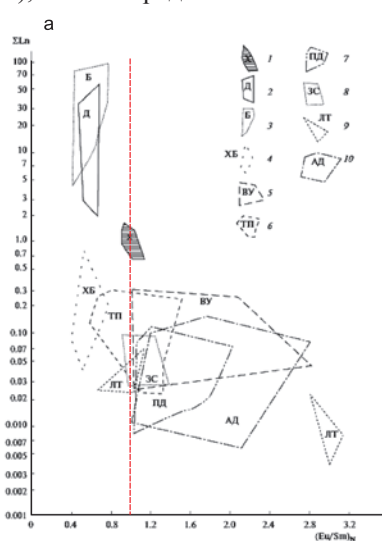 а
ΣLn
100
70
50
30
20
10
7
5
3
2
1.0
0.7
0.3
0.2
0.10
0.07
0.05
0.03
0.02
0.010
0.007
0.005
0.003
0.002
0.001
0
0.4
0.8
1.2
1.6
2.0
2.4
2.8
3.2
(Eu/Sm)N
Б
Д
Х
ХБ
ТП
ВУ
ЛТ
ЗС
ПД
АД
ЛТ
Х 1
Д 2
Б 3
ХБ 4
ВУ 5
ТП 6
ПД 7
ЗС 8
ЛТ 9
АД 10